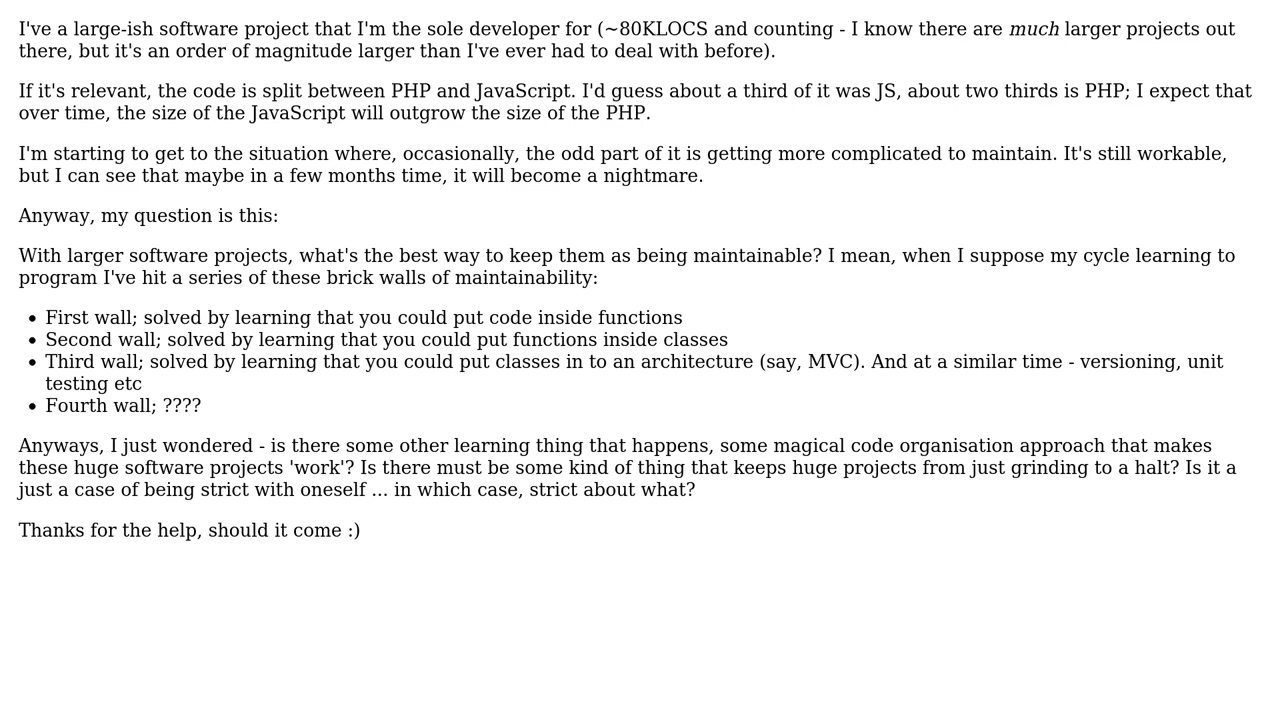 I've a large-ish software project that I'm the sole developer for (~80KLOCS and counting - I know there are much larger projects out
there, but it's an order of magnitude larger than I've ever had to deal with before).
If it's relevant, the code is split between PHP and JavaScript. I'd guess about a third of it was JS, about two thirds is PHP; I expect that
over time, the size of the JavaScript will outgrow the size of the PHP.
I'm starting to get to the situation where, occasionally, the odd part of it is getting more complicated to maintain. It's still workable,
but I can see that maybe in a few months time, it will become a nightmare.
Anyway, my question is this:
With larger software projects, what's the best way to keep them as being maintainable? I mean, when I suppose my cycle learning to
program I've hit a series of these brick walls of maintainability:
• First wall; solved by learning that you could put code inside functions
• Second wall; solved by learning that you could put functions inside classes
• Third wall; solved by learning that you could put classes in to an architecture (say, MVC). And at a similar time - versioning, unit
testing etc
• Fourth wall; ????
Anyways, I just wondered - is there some other learning thing that happens, some magical code organisation approach that makes
these huge software projects 'work'? Is there must be some kind of thing that keeps huge projects from just grinding to a halt? Is it a
just a case of being strict with oneself ... in which case, strict about what?
Thanks for the help, should it come :)